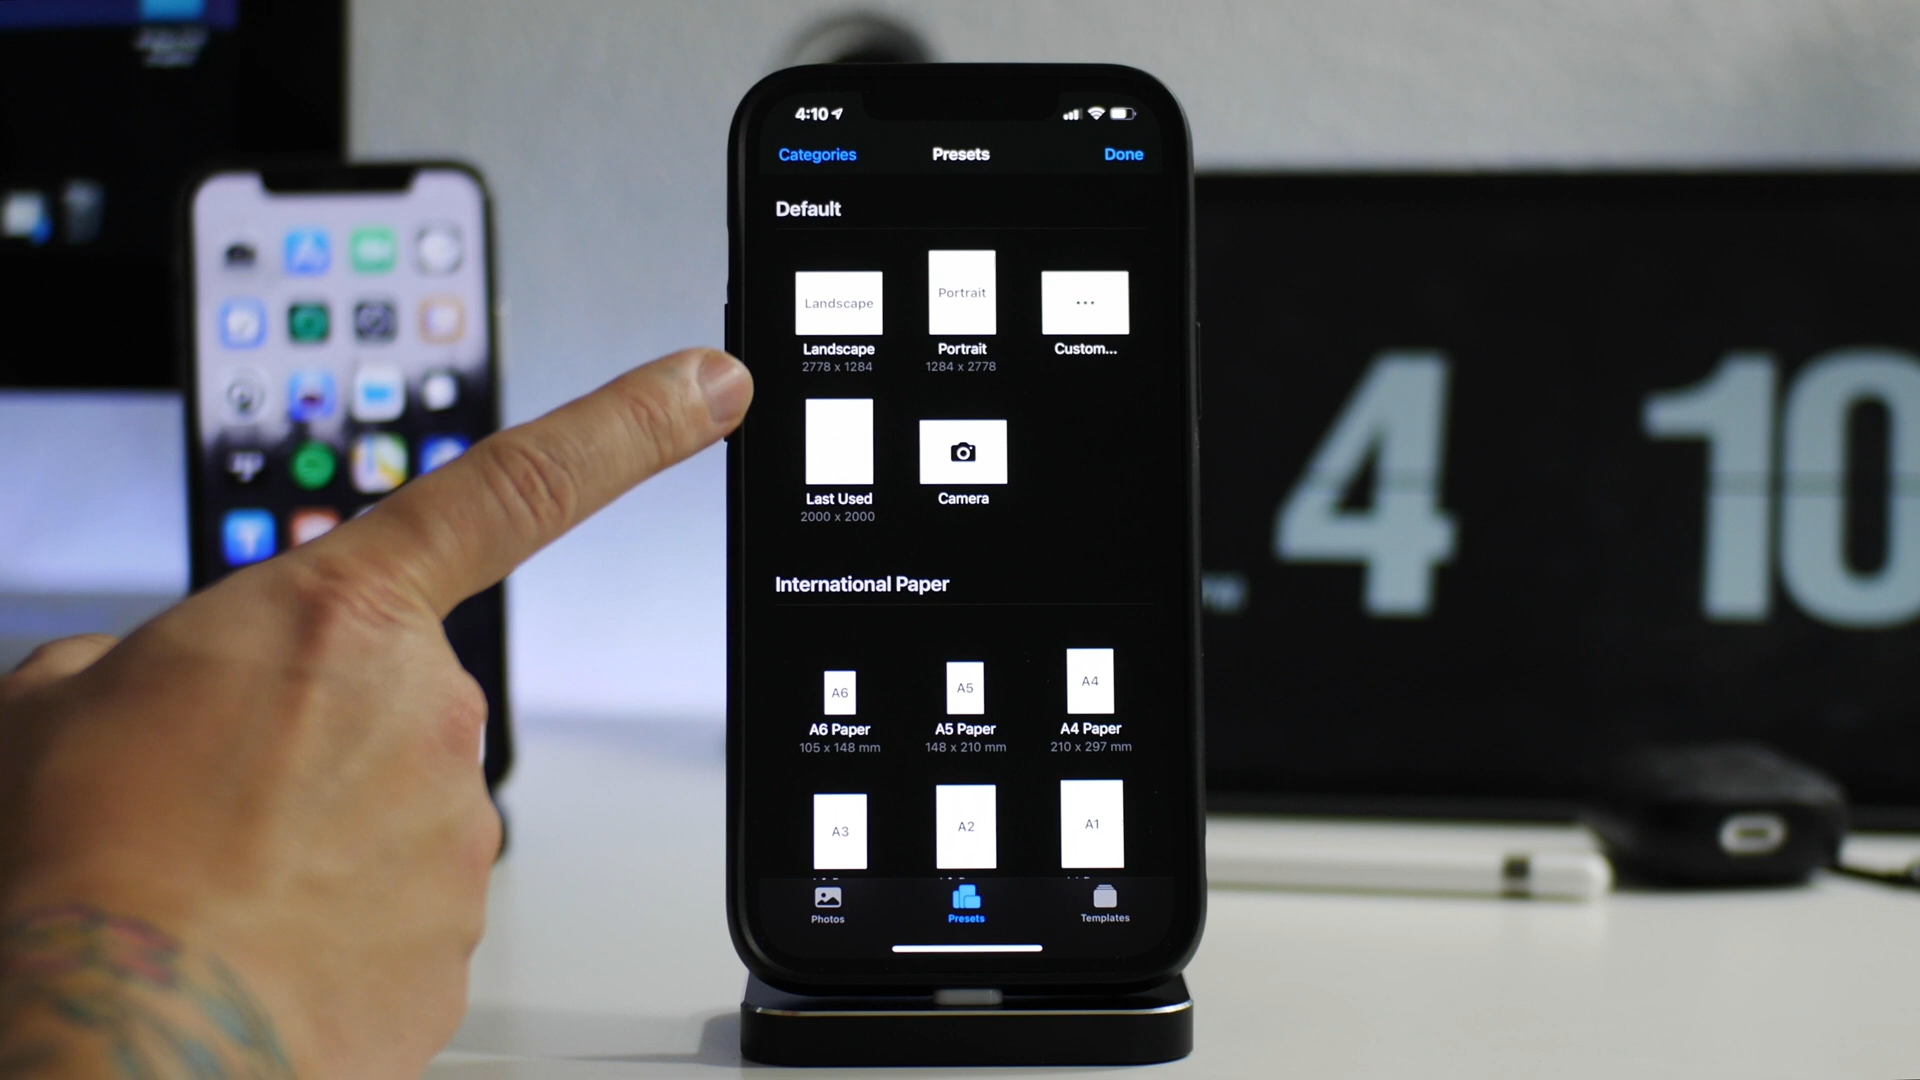 4:10
Categories Presets Done
Default
Landscape Portrait ...
Landscape Portrait Custom...
2778 x 1284 1284 x 2778
Last Used Camera
2000 x 2000
International Paper
A6 A5 A4
A6 Paper A5 Paper A4 Paper
105 x 148 mm 148 x 210 mm 210 x 297 mm
A3 A2 A1
Photos Presets Templates
4 10